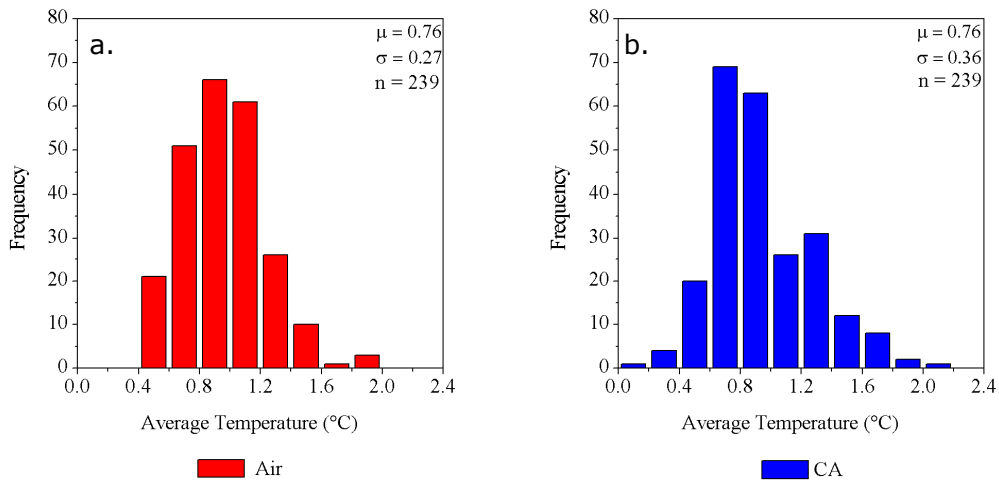 a.
μ = 0.76
σ = 0.27
n = 239
80
70
60
50
40
30
20
10
0
Frequency
0.0 0.4 0.8 1.2 1.6 2.0 2.4
Average Temperature (°C)
Air
b.
μ = 0.76
σ = 0.36
n = 239
80
70
60
50
40
30
20
10
0
Frequency
0.0 0.4 0.8 1.2 1.6 2.0 2.4
Average Temperature (°C)
CA